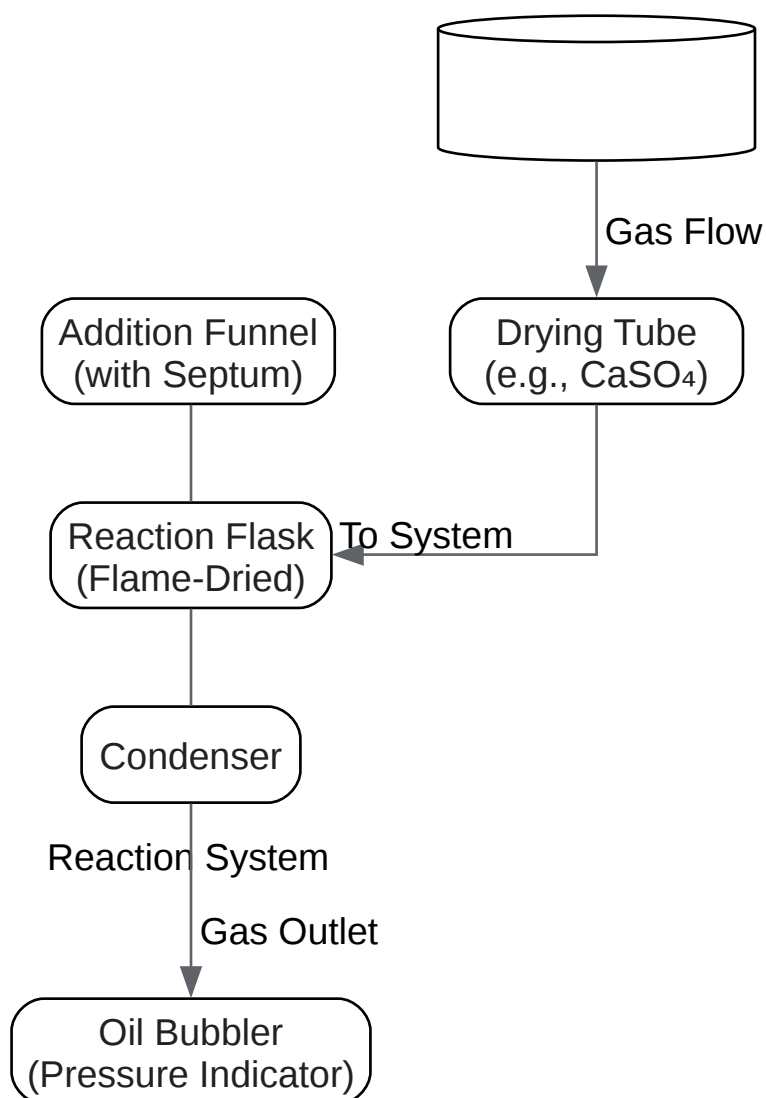 Gas Flow
Addition Funnel
(with Septum)
Drying Tube
(e.g., CaSO₄)
Reaction Flask
(Flame-Dried)
To System
Condenser
Reaction System
Gas Outlet
Oil Bubbler
(Pressure Indicator)